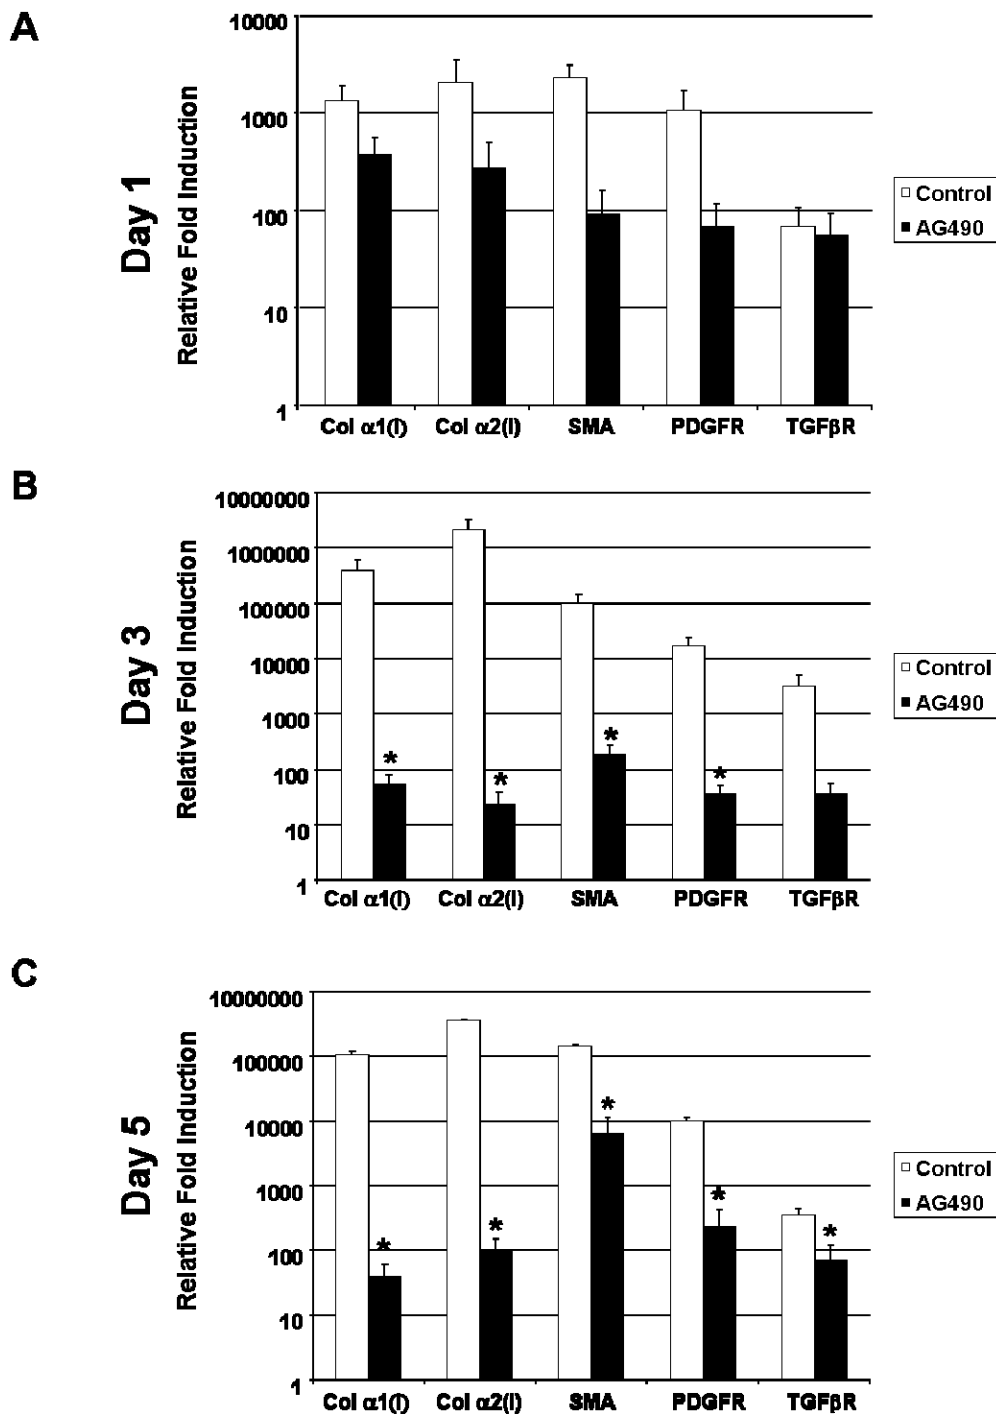 A
Day 1
Relative Fold Induction
10000
1000
100
10
1
Col α1(I)
Col α2(I)
SMA
PDGFR
TGFβR
Control
AG490
B
Day 3
Relative Fold Induction
10000000
1000000
100000
10000
1000
100
10
1
*
*
*
*
Col α1(I)
Col α2(I)
SMA
PDGFR
TGFβR
Control
AG490
C
Day 5
Relative Fold Induction
10000000
100000
10000
1000
100
10
1
*
*
*
*
*
Col α1(I)
Col α2(I)
SMA
PDGFR
TGFβR
Control
AG490